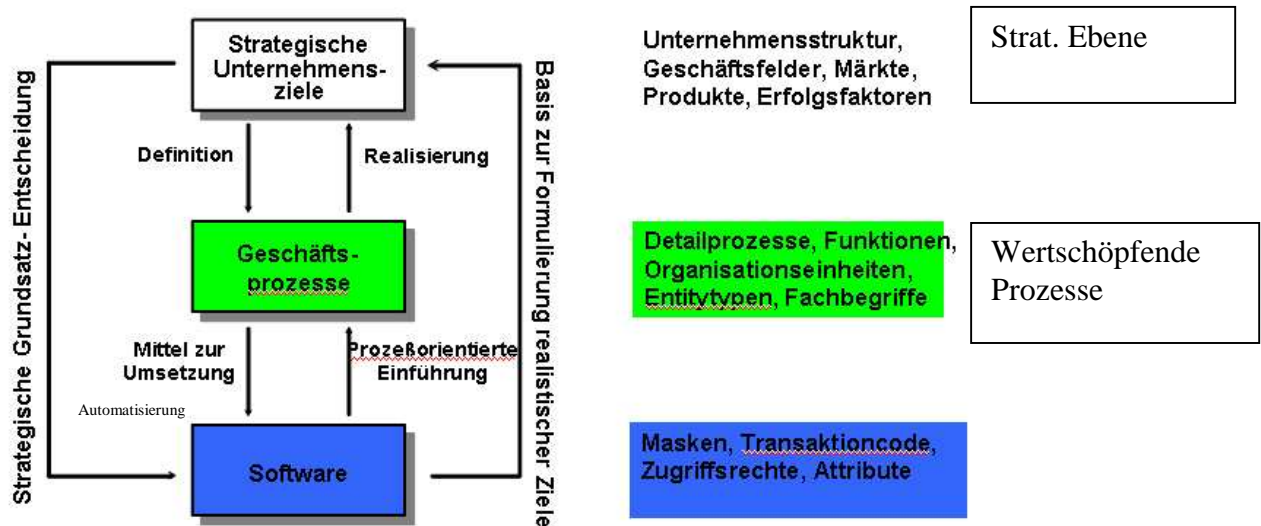 Strategische
Unternehmens-
ziele
Definition
Realisierung
Geschäfts-
prozesse
Mittel zur
Umsetzung
Prozeßorientierte
Einführung
Automatisierung
Software
Strategische Grundsatz- Entscheidung
Basis zur Formulierung realistischer Ziele
Unternehmensstruktur,
Geschäftsfelder, Märkte,
Produkte, Erfolgsfaktoren
Strat. Ebene
Detailprozesse, Funktionen,
Organisationseinheiten,
Entitytypen, Fachbegriffe
Wertschöpfende
Prozesse
Masken, Transaktioncode,
Zugriffsrechte, Attribute